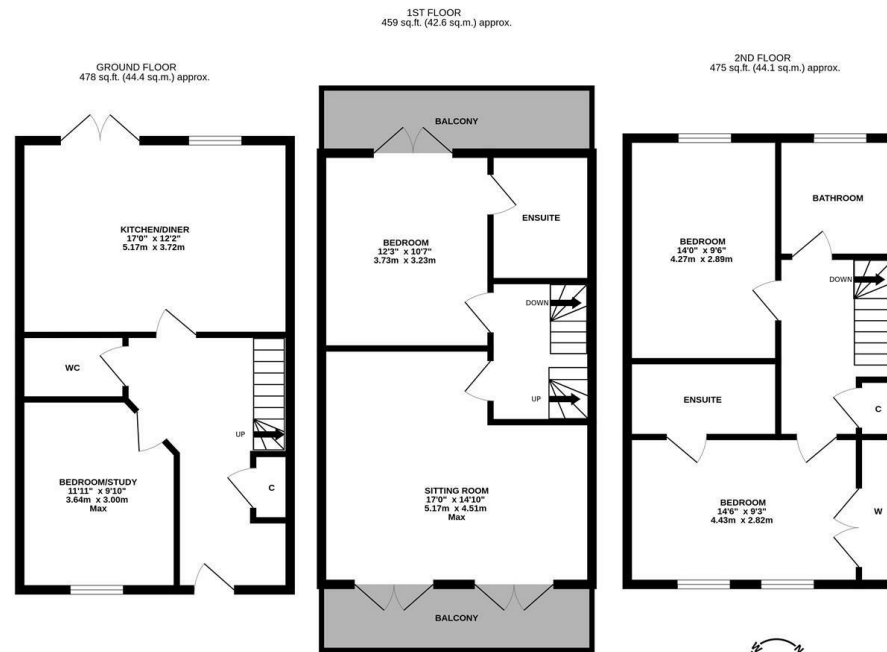 GROUND FLOOR
478 sq.ft. (44.4 sq.m.) approx.
KITCHEN/DINER
17'0" x 12'2"
5.17m x 3.72m
WC
UP
BEDROOM/STUDY
11'11" x 9'10"
3.64m x 3.00m
Max
C
1ST FLOOR
459 sq.ft. (42.6 sq.m.) approx.
BALCONY
BEDROOM
12'3" x 10'7"
3.73m x 3.23m
ENSUITE
DOWN
UP
SITTING ROOM
17'0" x 14'10"
5.17m x 4.51m
Max
BALCONY
2ND FLOOR
475 sq.ft. (44.1 sq.m.) approx.
BATHROOM
BEDROOM
14'0" x 9'6"
4.27m x 2.89m
DOWN
ENSUITE
C
BEDROOM
14'6" x 9'3"
4.43m x 2.82m
W